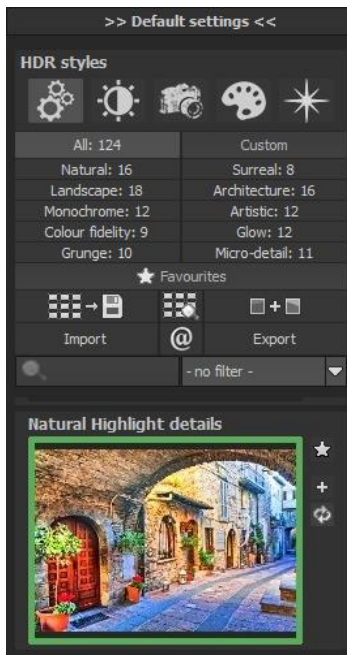 >> Default settings <<
HDR styles
All: 124 Custom
Natural: 16 Surreal: 8
Landscape: 18 Architecture: 16
Monochrome: 12 Artistic: 12
Colour fidelity: 9 Glow: 12
Grunge: 10 Micro-detail: 11
Favourites
Import @ Export
- no filter -
Natural Highlight details